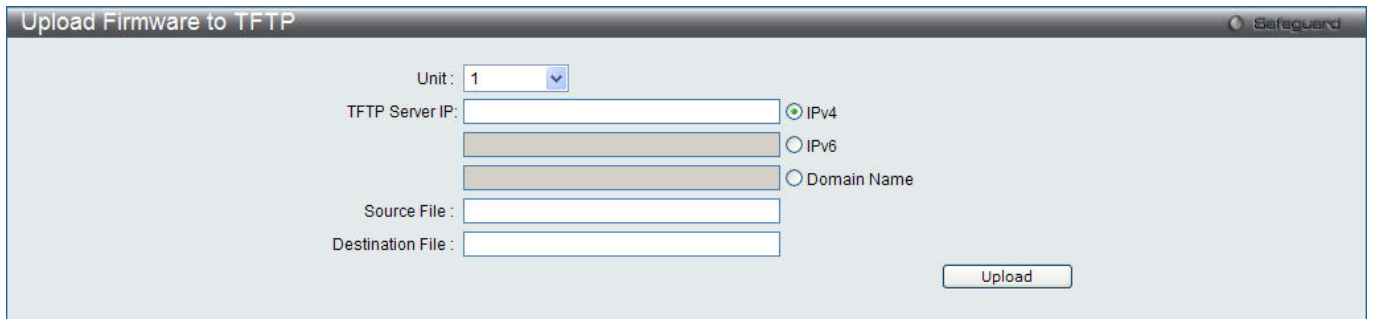 Upload Firmware to TFTP
Safeguard
Unit : 1
TFTP Server IP: IPv4
IPv6
Domain Name
Source File :
Destination File :
Upload